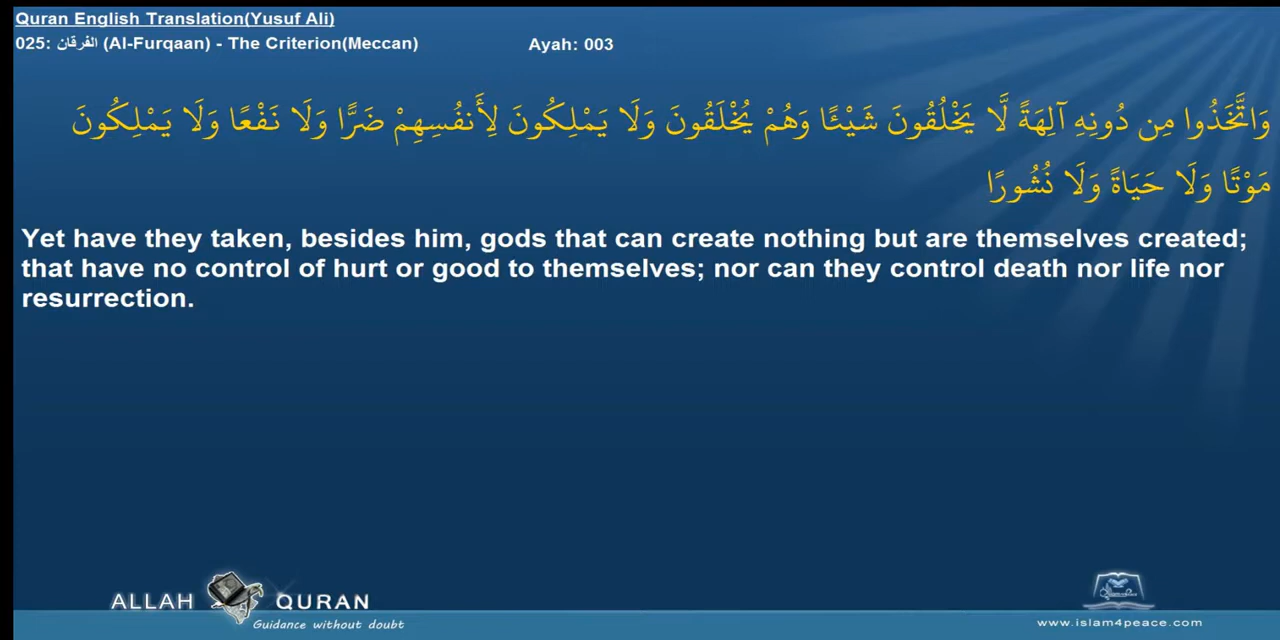 Quran English Translation(Yusuf Ali)
025: الفرقان (Al-Furqaan) - The Criterion(Meccan) Ayah: 003
وَاتَّخَذُوا مِن دُونِهِ آلِهَةً لَّا يَخْلُقُونَ شَيْئًا وَهُمْ يُخْلَقُونَ وَلَا يَمْلِكُونَ لِأَنفُسِهِمْ ضَرًّا وَلَا نَفْعًا وَلَا يَمْلِكُونَ
مَوْتًا وَلَا حَيَاةً وَلَا نُشُورًا
Yet have they taken, besides him, gods that can create nothing but are themselves created;
that have no control of hurt or good to themselves; nor can they control death nor life nor
resurrection.
ALLAH QURAN
Guidance without doubt
www.islam4peace.com